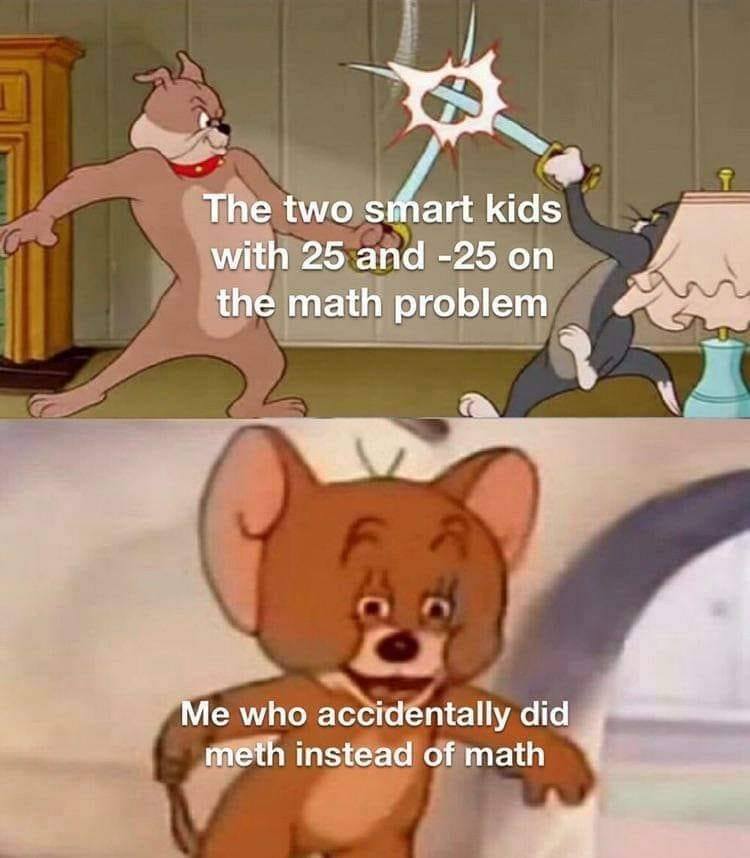 The two smart kids
with 25 and -25 on
the math problem
Me who accidentally did
meth instead of math